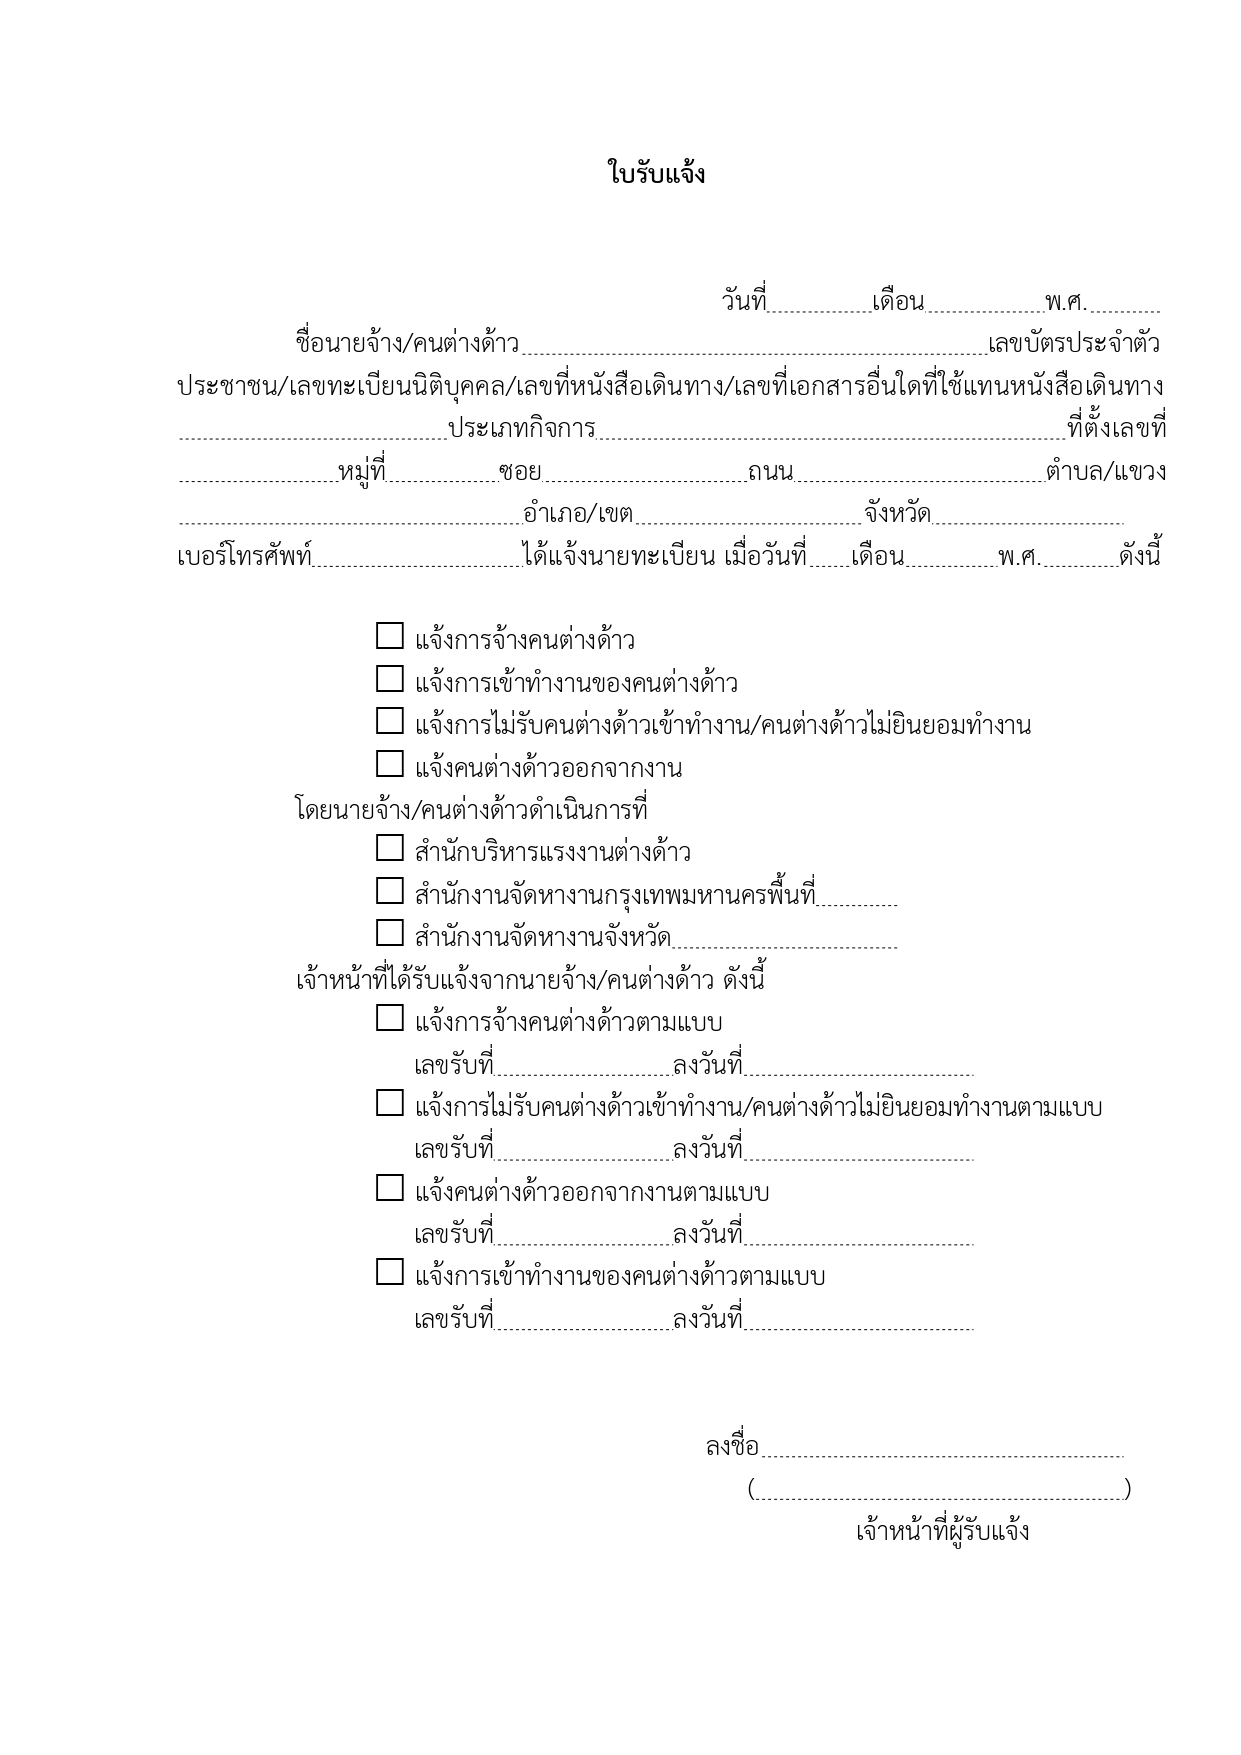 ใบรับแจ้ง
วันที่..................เดือน....................พ.ศ.............
ชื่อนายจ้าง/คนต่างด้าว..............................................................................เลขบัตรประจำตัว
ประชาชน/เลขทะเบียนนิติบุคคล/เลขที่หนังสือเดินทาง/เลขที่เอกสารอื่นใดที่ใช้แทนหนังสือเดินทาง
.............................................ประเภทกิจการ...............................................................................ที่ตั้งเลขที่
...........................หมู่ที่...................ซอย...................................ถนน..........................................ตำบล/แขวง
..........................................................อำเภอ/เขต......................................จังหวัด................................
เบอร์โทรศัพท์...................................ได้แจ้งนายทะเบียน เมื่อวันที่.......เดือน................พ.ศ.............ดังนี้
☐ แจ้งการจ้างคนต่างด้าว
☐ แจ้งการเข้าทำงานของคนต่างด้าว
☐ แจ้งการไม่รับคนต่างด้าวเข้าทำงาน/คนต่างด้าวไม่ยินยอมทำงาน
☐ แจ้งคนต่างด้าวออกจากงาน
โดยนายจ้าง/คนต่างด้าวดำเนินการที่
☐ สำนักบริหารแรงงานต่างด้าว
☐ สำนักงานจัดหางานกรุงเทพมหานครพื้นที่..............
☐ สำนักงานจัดหางานจังหวัด......................................
เจ้าหน้าที่ได้รับแจ้งจากนายจ้าง/คนต่างด้าว ดังนี้
☐ แจ้งการจ้างคนต่างด้าวตามแบบ
เลขรับที่..............................ลงวันที่.......................................
☐ แจ้งการไม่รับคนต่างด้าวเข้าทำงาน/คนต่างด้าวไม่ยินยอมทำงานตามแบบ
เลขรับที่..............................ลงวันที่.......................................
☐ แจ้งคนต่างด้าวออกจากงานตามแบบ
เลขรับที่..............................ลงวันที่.......................................
☐ แจ้งการเข้าทำงานของคนต่างด้าวตามแบบ
เลขรับที่..............................ลงวันที่.......................................
ลงชื่อ.............................................................
(..............................................................)
เจ้าหน้าที่ผู้รับแจ้ง